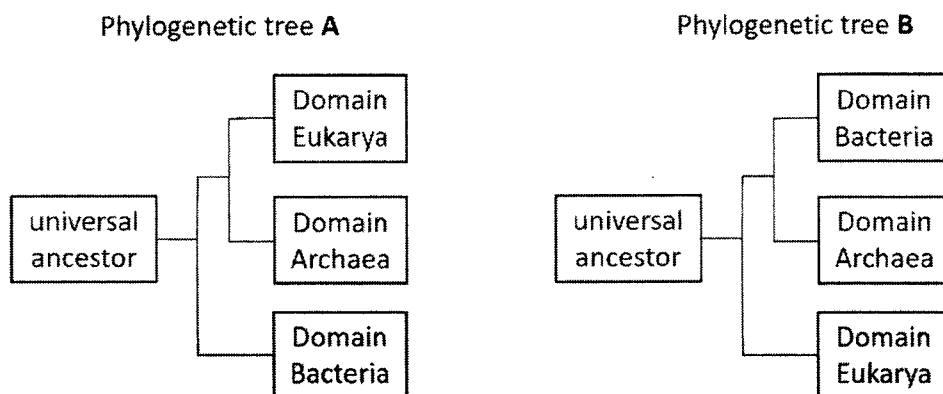 Phylogenetic tree A
Domain
Eukarya
universal
ancestor
Domain
Archaea
Domain
Bacteria
Phylogenetic tree B
Domain
Bacteria
universal
ancestor
Domain
Archaea
Domain
Eukarya